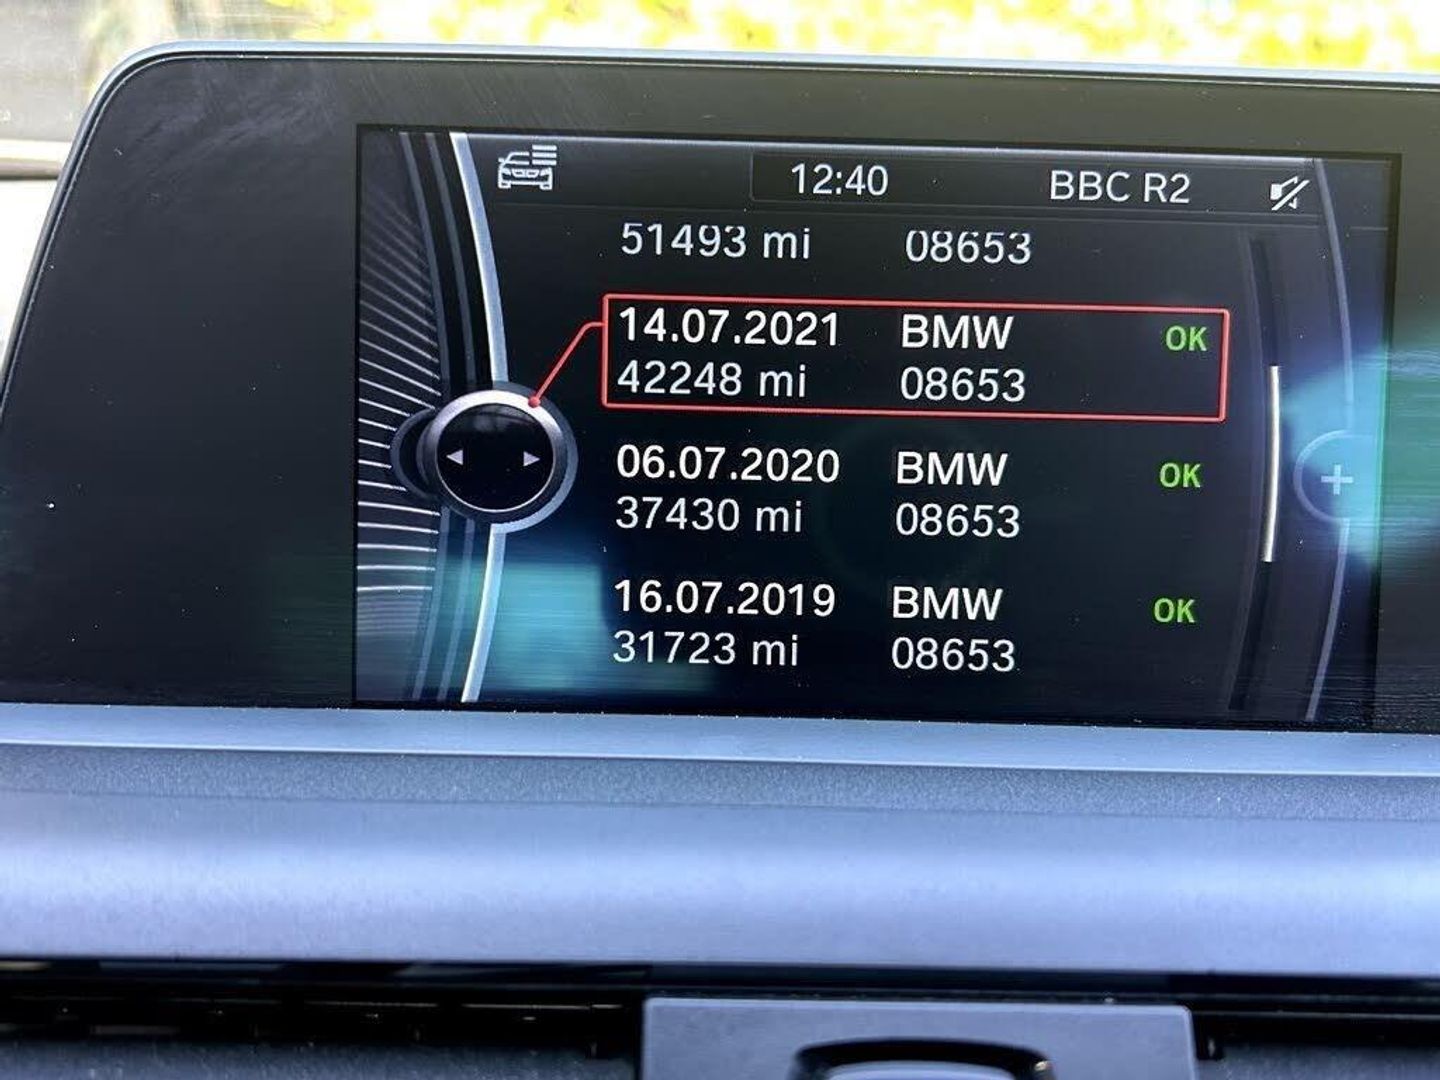 12:40 BBC R2
51493 mi 08653
14.07.2021 BMW OK
42248 mi 08653
06.07.2020 BMW OK
37430 mi 08653
16.07.2019 BMW OK
31723 mi 08653